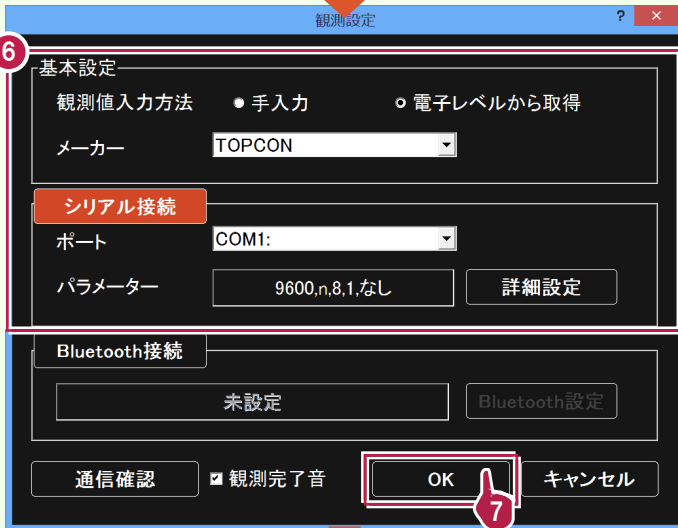 観測設定 ? ×
6
基本設定
観測値入力方法 手入力 電子レベルから取得
メーカー TOPCON
シリアル接続
ポート COM1:
パラメーター 9600,n,8,1,なし 詳細設定
Bluetooth接続
未設定 Bluetooth設定
通信確認 観測完了音 OK キャンセル
7